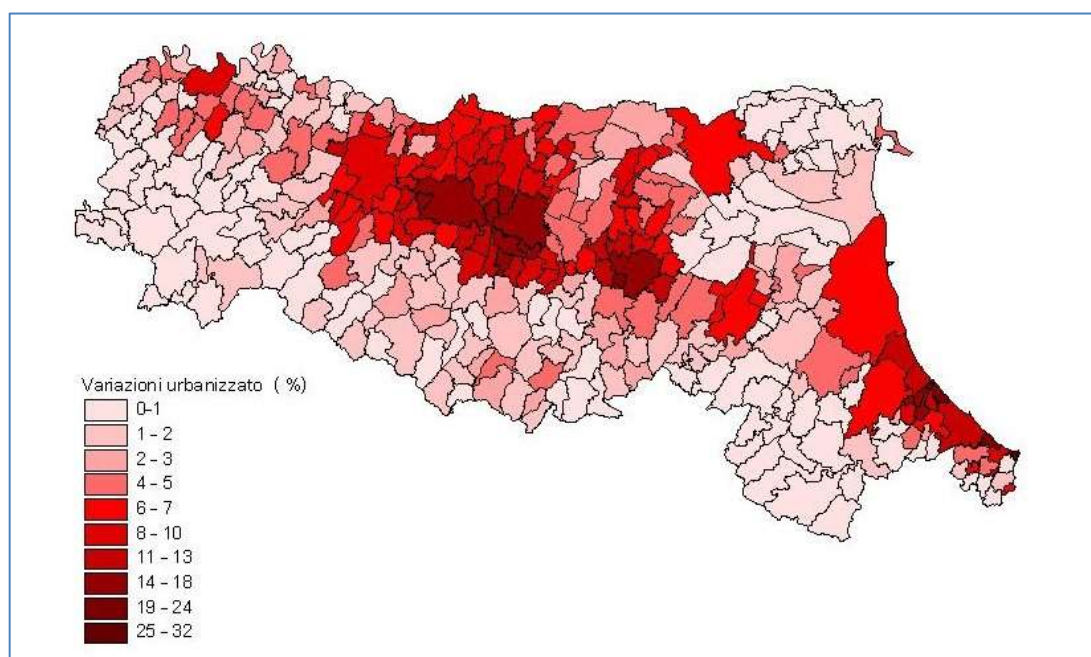 Variazioni urbanizzato (%)
0-1
1 – 2
2 – 3
4 – 5
6 – 7
8 – 10
11 – 13
14 – 18
19 – 24
25 – 32